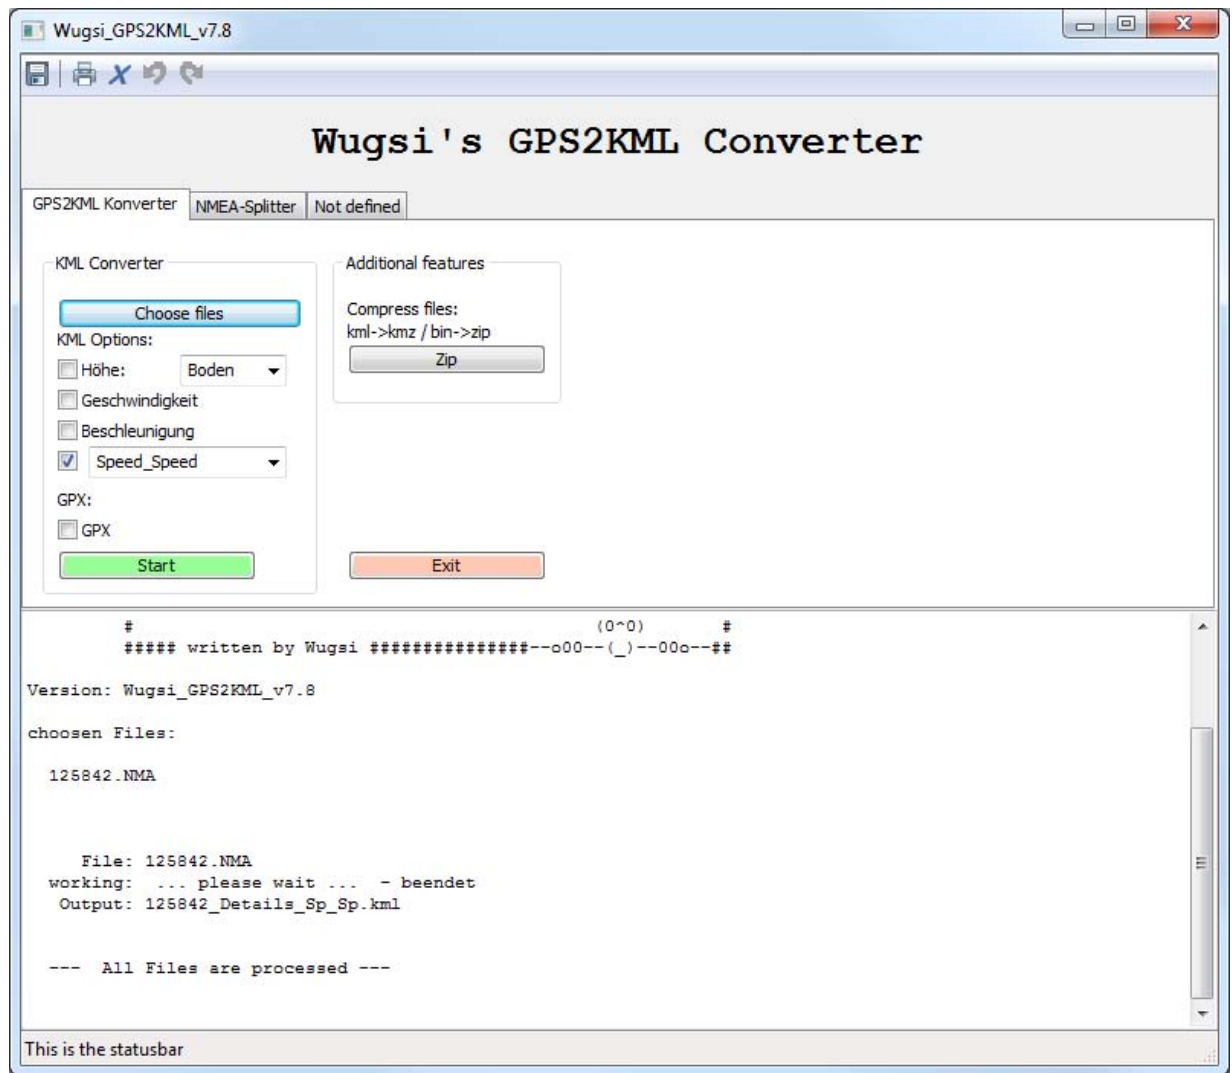 Wugsi_GPS2KML_v7.8
Wugsi's GPS2KML Converter
GPS2KML Konverter NMEA-Splitter Not defined
KML Converter
Choose files
KML Options:
Höhe: Boden
Geschwindigkeit
Beschleunigung
Speed_Speed
GPX:
GPX
Start
Additional features
Compress files:
kml->kmz / bin->zip
Zip
Exit
# (0^0) #
##### written by Wugsi ###############--o00--(_)--00o--##
Version: Wugsi_GPS2KML_v7.8
choosen Files:
125842.NMA
File: 125842.NMA
working: ... please wait ... - beendet
Output: 125842_Details_Sp_Sp.kml
--- All Files are processed ---
This is the statusbar